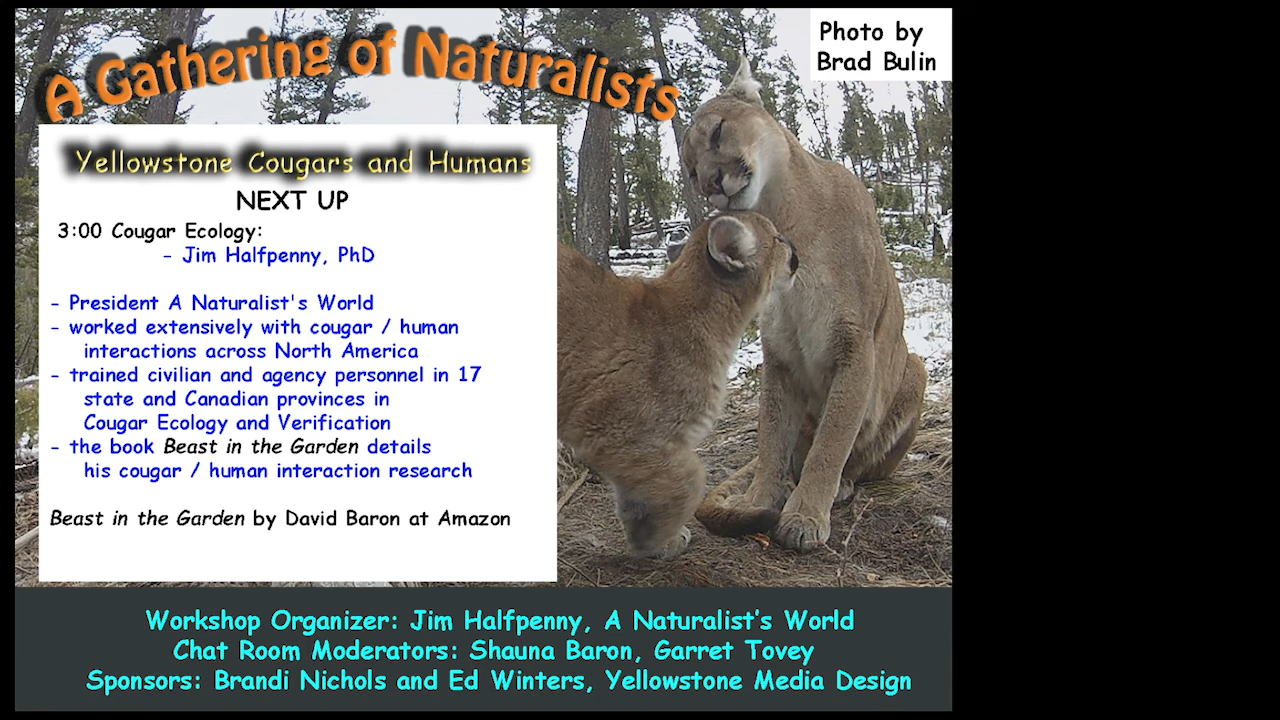 Photo by
Brad Bulin
A Gathering of Naturalists
Yellowstone Cougars and Humans
NEXT UP
3:00 Cougar Ecology:
- Jim Halfpenny, PhD
- President A Naturalist's World
- worked extensively with cougar / human
interactions across North America
- trained civilian and agency personnel in 17
state and Canadian provinces in
Cougar Ecology and Verification
- the book Beast in the Garden details
his cougar / human interaction research
Beast in the Garden by David Baron at Amazon
Workshop Organizer: Jim Halfpenny, A Naturalist's World
Chat Room Moderators: Shauna Baron, Garret Tovey
Sponsors: Brandi Nichols and Ed Winters, Yellowstone Media Design